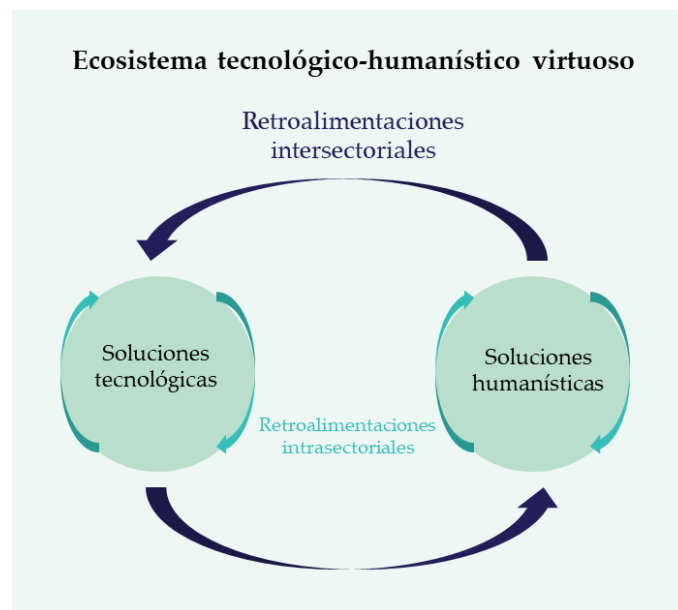 Ecosistema tecnológico-humanístico virtuoso
Retroalimentaciones
intersectoriales
Soluciones
tecnológicas
Soluciones
humanísticas
Retroalimentaciones
intrasectoriales